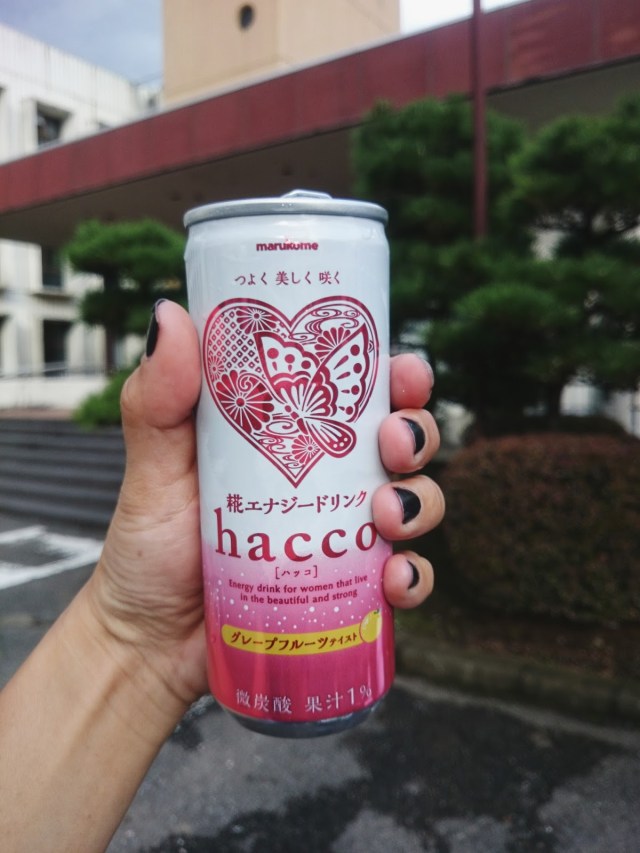 marukome
つよく 美しく 咲く
糀エナジードリンク
hacco
[ハッコ]
Energy drink for women that live
in the beautiful and strong
グレープフルーツテイスト
微炭酸 果汁1%